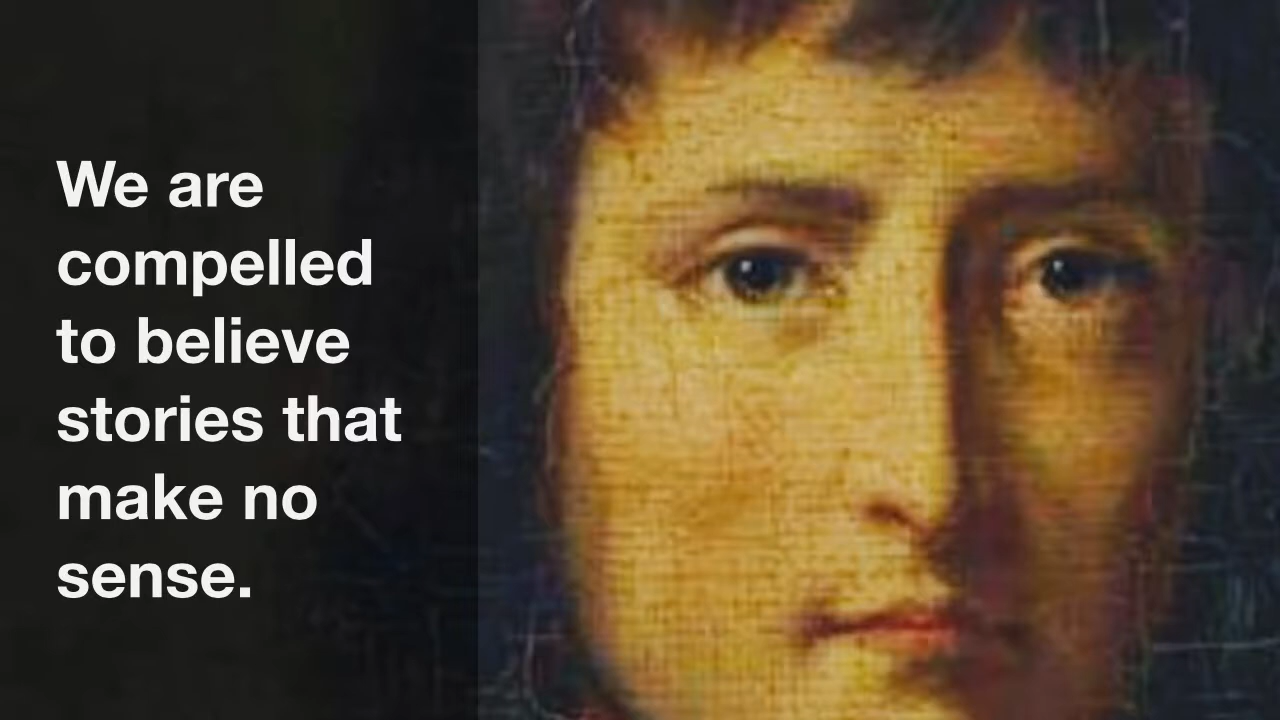 We are
compelled
to believe
stories that
make no
sense.